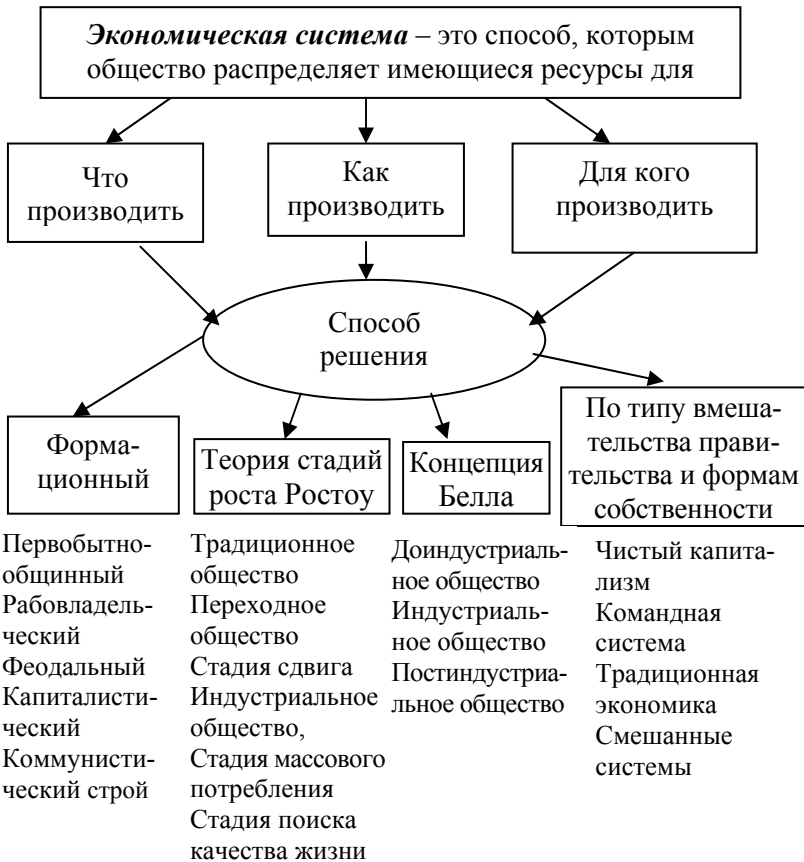 Экономическая система – это способ, которым
общество распределяет имеющиеся ресурсы для
Что
производить
Как
производить
Для кого
производить
Способ
решения
Форма-
ционный
Теория стадий
роста Ростоу
Концепция
Белла
По типу вмеша-
тельства прави-
тельства и формам
собственности
Первобытно-
общинный
Рабовладель-
ческий
Феодальный
Капиталисти-
ческий
Коммунисти-
ческий строй
Традиционное
общество
Переходное
общество
Стадия сдвига
Индустриальное
общество,
Стадия массового
потребления
Стадия поиска
качества жизни
Доиндустриаль-
ное общество
Индустриаль-
ное общество
Постиндустриа-
льное общество
Чистый капита-
лизм
Командная
система
Традиционная
экономика
Смешанные
системы